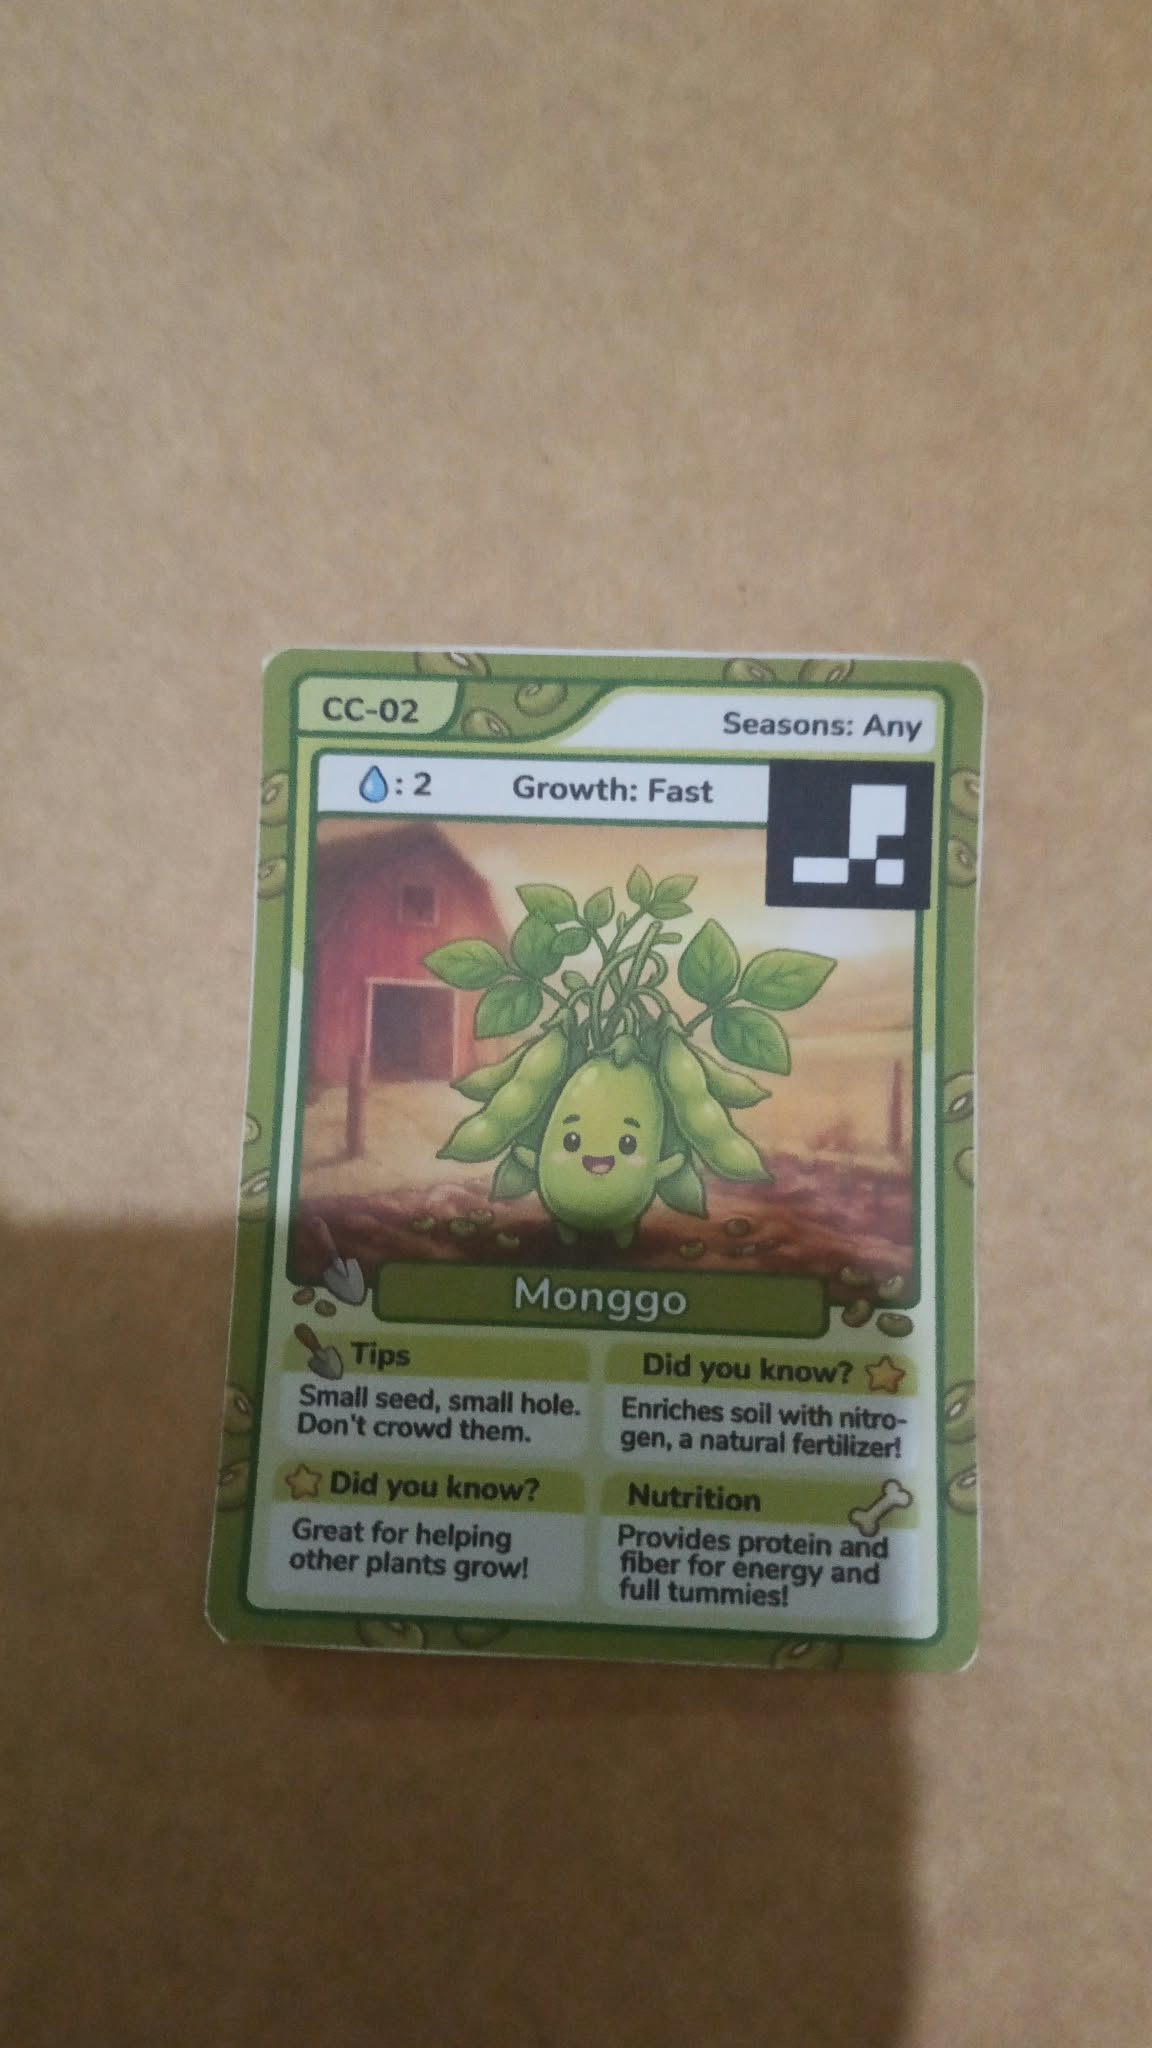 CC-02
Seasons: Any
: 2
Growth: Fast
Monggo
Tips
Small seed, small hole.
Don't crowd them.
Did you know?
Enriches soil with nitro-
gen, a natural fertilizer!
Did you know?
Great for helping
other plants grow!
Nutrition
Provides protein and
fiber for energy and
full tummies!